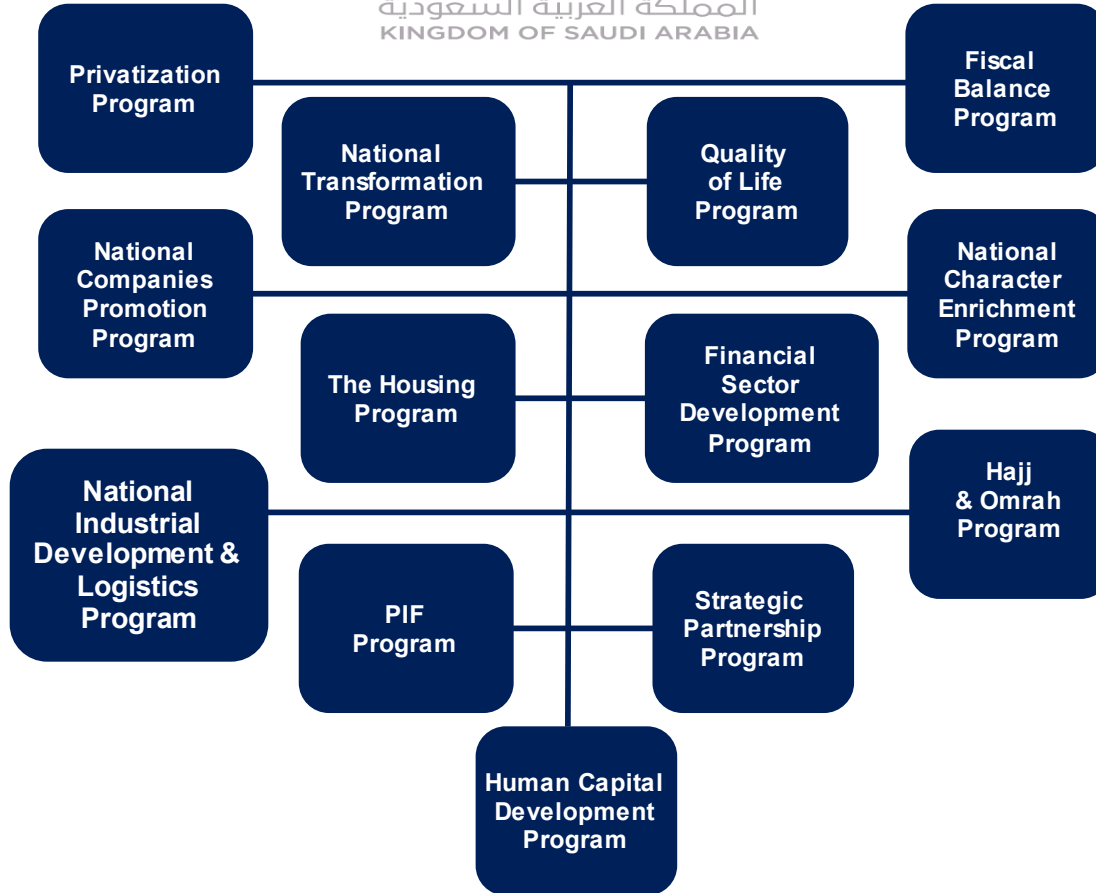 المملكة العربية السعودية
KINGDOM OF SAUDI ARABIA
Privatization
Program
Fiscal
Balance
Program
National
Transformation
Program
Quality
of Life
Program
National
Companies
Promotion
Program
National
Character
Enrichment
Program
The Housing
Program
Financial
Sector
Development
Program
National
Industrial
Development &
Logistics
Program
Hajj
& Omrah
Program
PIF
Program
Strategic
Partnership
Program
Human Capital
Development
Program